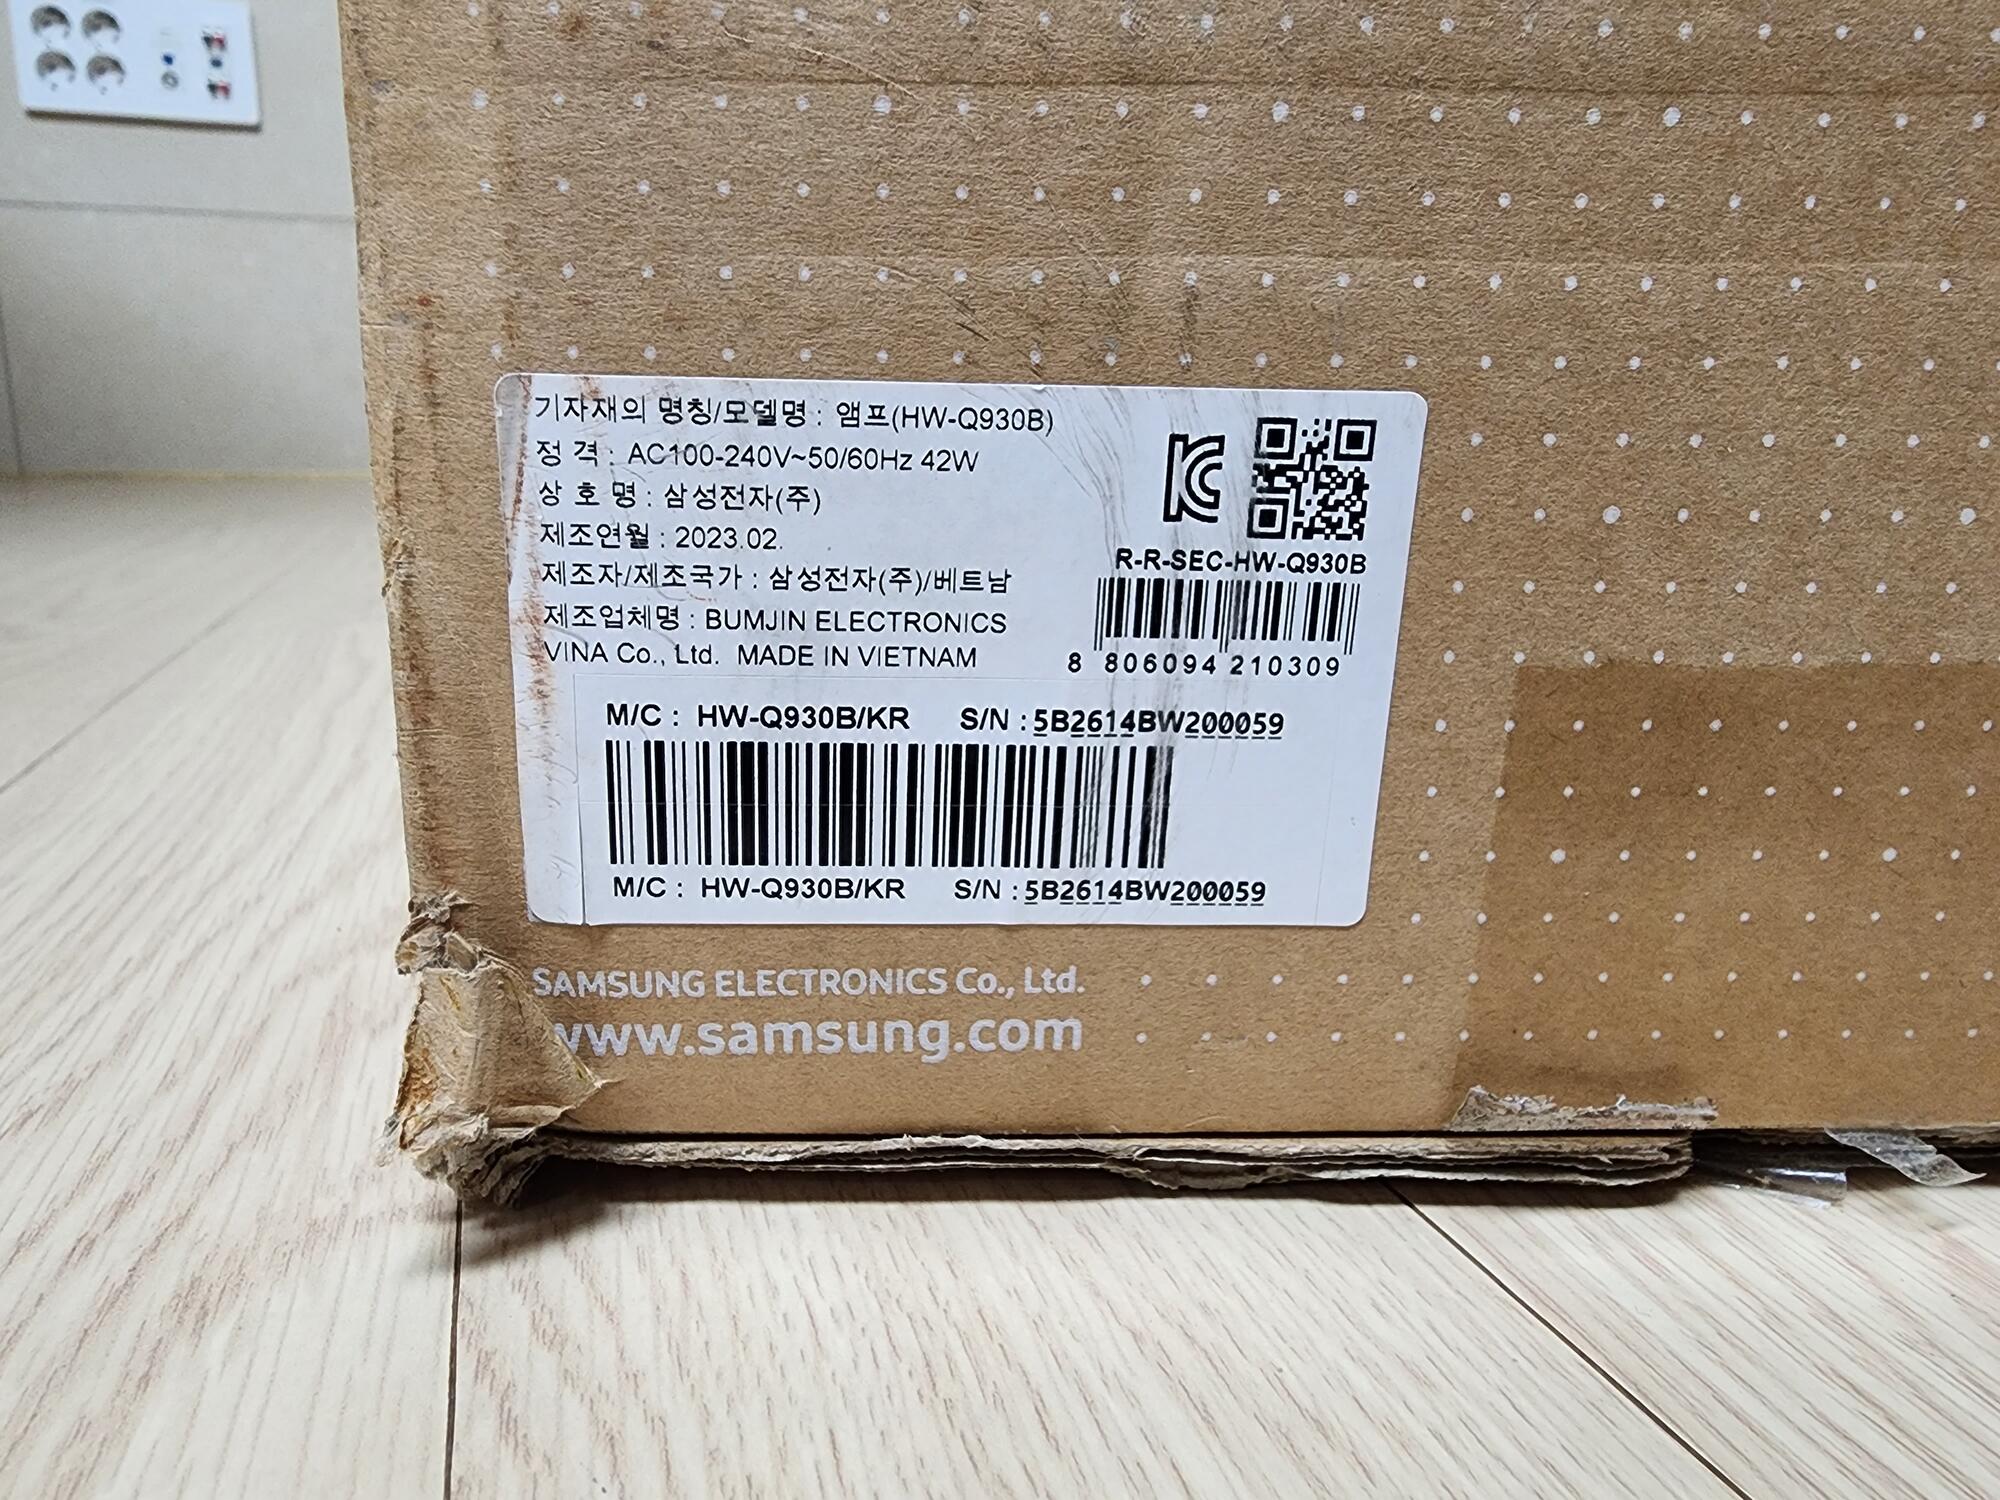 기자재의 명칭/모델명 : 앰프(HW-Q930B)
정 격 : AC100-240V~50/60Hz 42W
상 호 명 : 삼성전자(주)
제조연월 : 2023.02.
제조자/제조국가 : 삼성전자(주)/베트남
제조업체명 : BUMJIN ELECTRONICS
VINA Co., Ltd. MADE IN VIETNAM
R-R-SEC-HW-Q930B
8 806094 210309
M/C : HW-Q930B/KR S/N : 5B2614BW200059
M/C : HW-Q930B/KR S/N : 5B2614BW200059
SAMSUNG ELECTRONICS Co., Ltd.
www.samsung.com